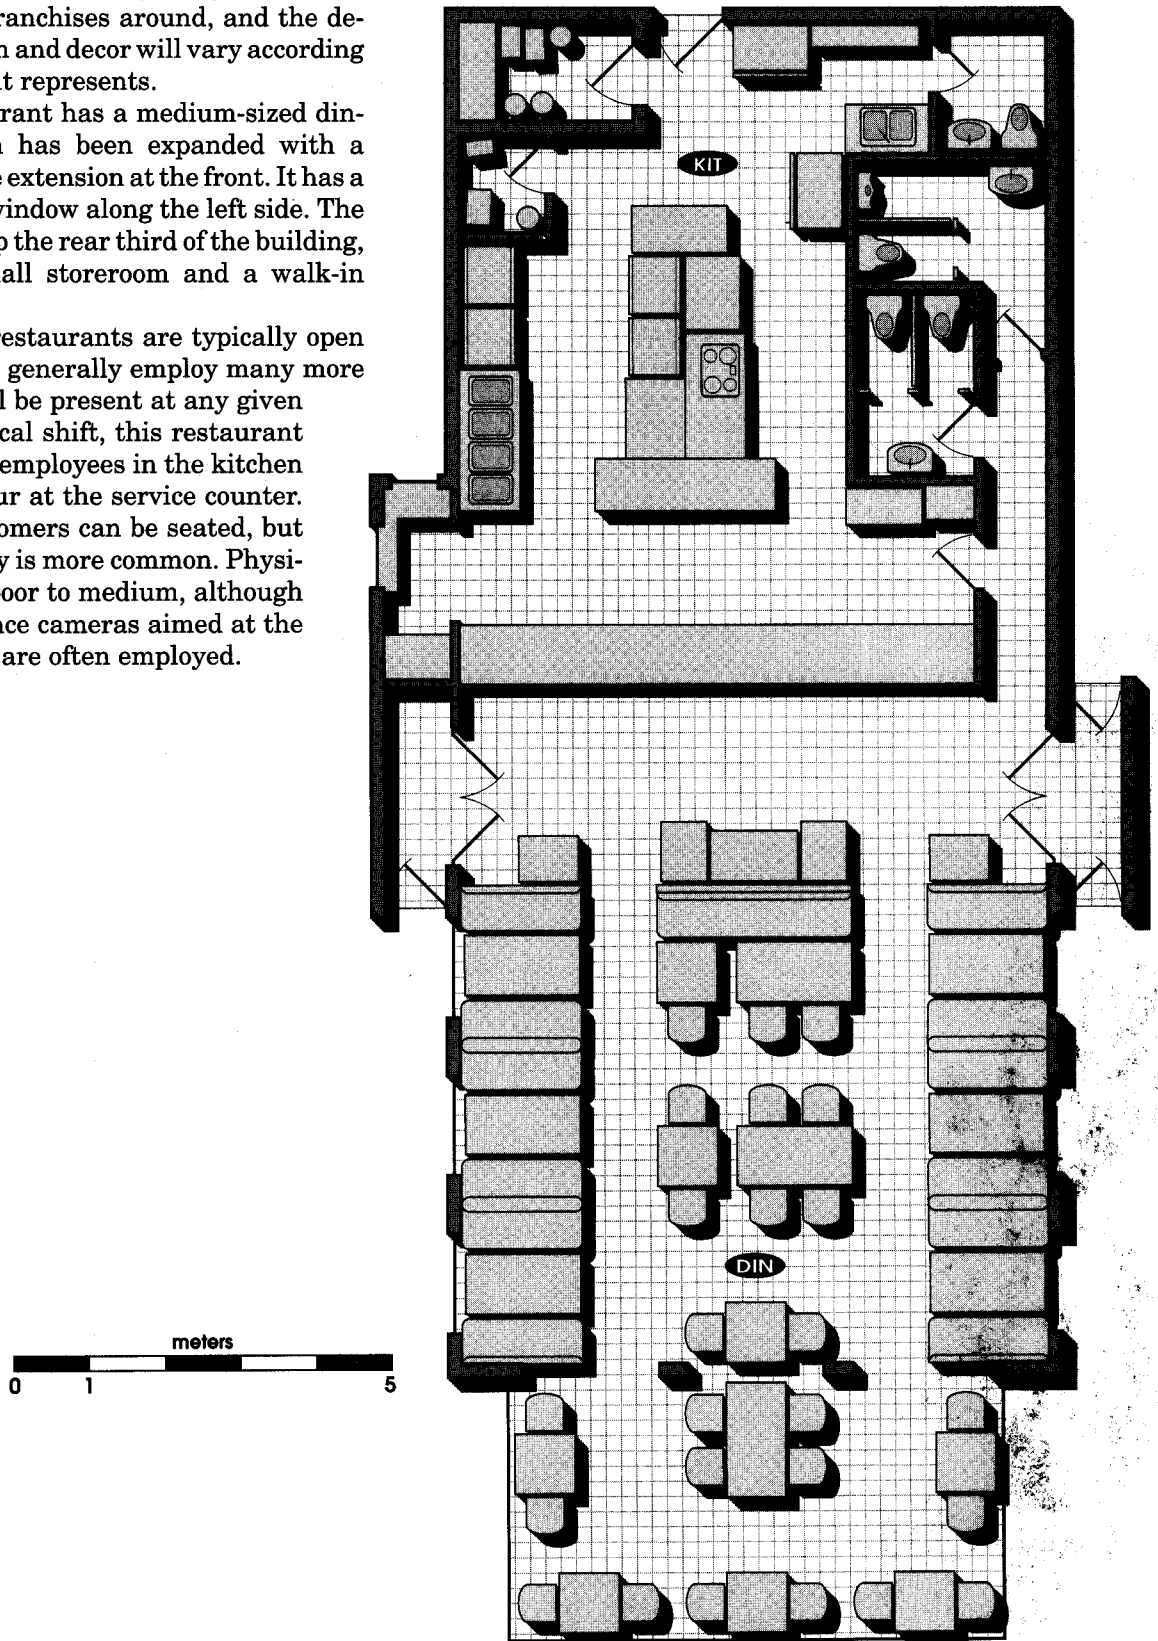 ranchises around, and the de-
n and decor will vary according
it represents.
rant has a medium-sized din-
has been expanded with a
extension at the front. It has a
window along the left side. The
the rear third of the building,
all storeroom and a walk-in
restaurants are typically open
generally employ many more
l be present at any given
cal shift, this restaurant
employees in the kitchen
ur at the service counter.
omers can be seated, but
y is more common. Physi-
oor to medium, although
nce cameras aimed at the
are often employed.
KIT
DIN
meters
0 1 5